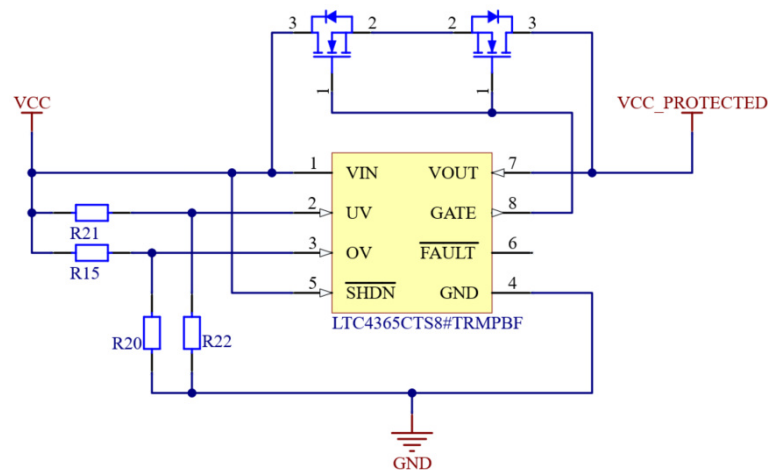 3
2
2
3
1
1
VCC
VCC_PROTECTED
1
VIN
VOUT
7
2
UV
GATE
8
R21
3
OV
FAULT
6
R15
5
SHDN
GND
4
LTC4365CTS8#TRMPBF
R20
R22
GND